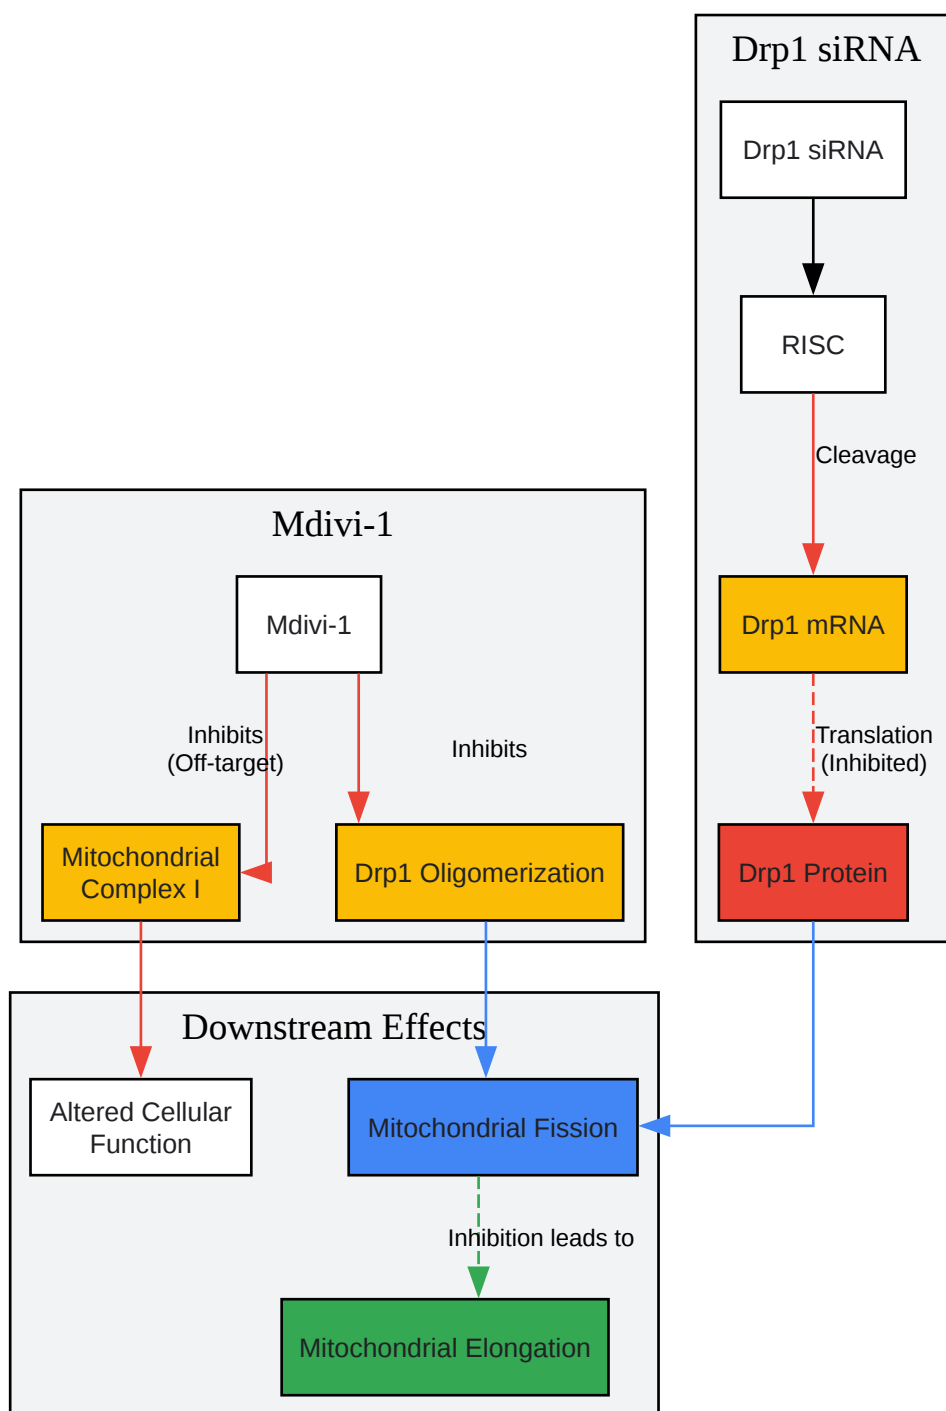 Drp1 siRNA
Drp1 siRNA
RISC
Cleavage
Drp1 mRNA
Translation
(Inhibited)
Drp1 Protein
Mdivi-1
Mdivi-1
Inhibits
(Off-target)
Inhibits
Mitochondrial
Complex I
Drp1 Oligomerization
Downstream Effects
Altered Cellular
Function
Mitochondrial Fission
Inhibition leads to
Mitochondrial Elongation